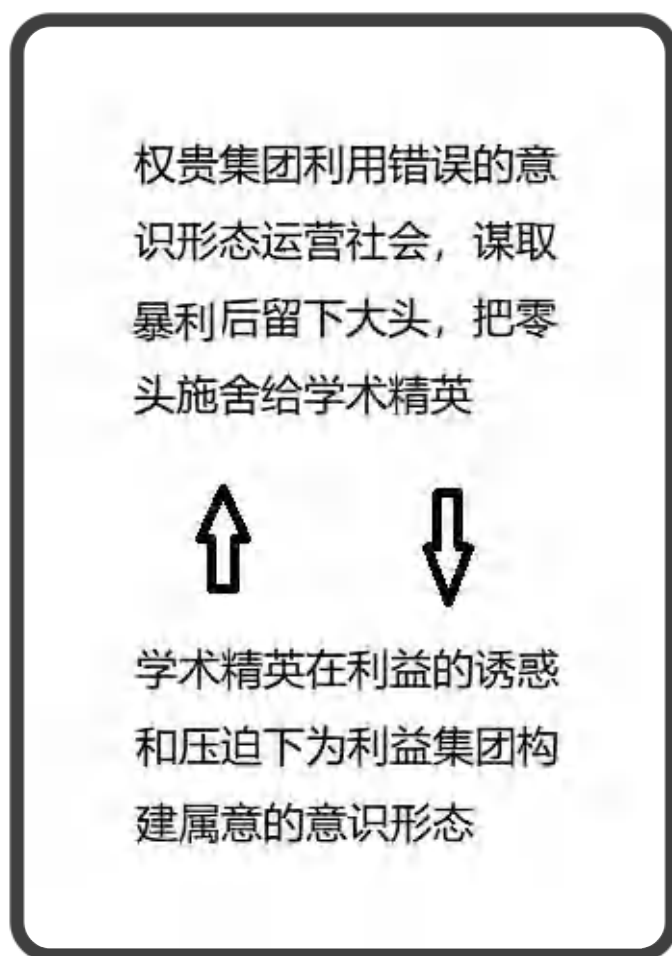 权贵集团利用错误的意
识形态运营社会，谋取
暴利后留下大头，把零
头施舍给学术精英
学术精英在利益的诱惑
和压迫下为利益集团构
建属意的意识形态